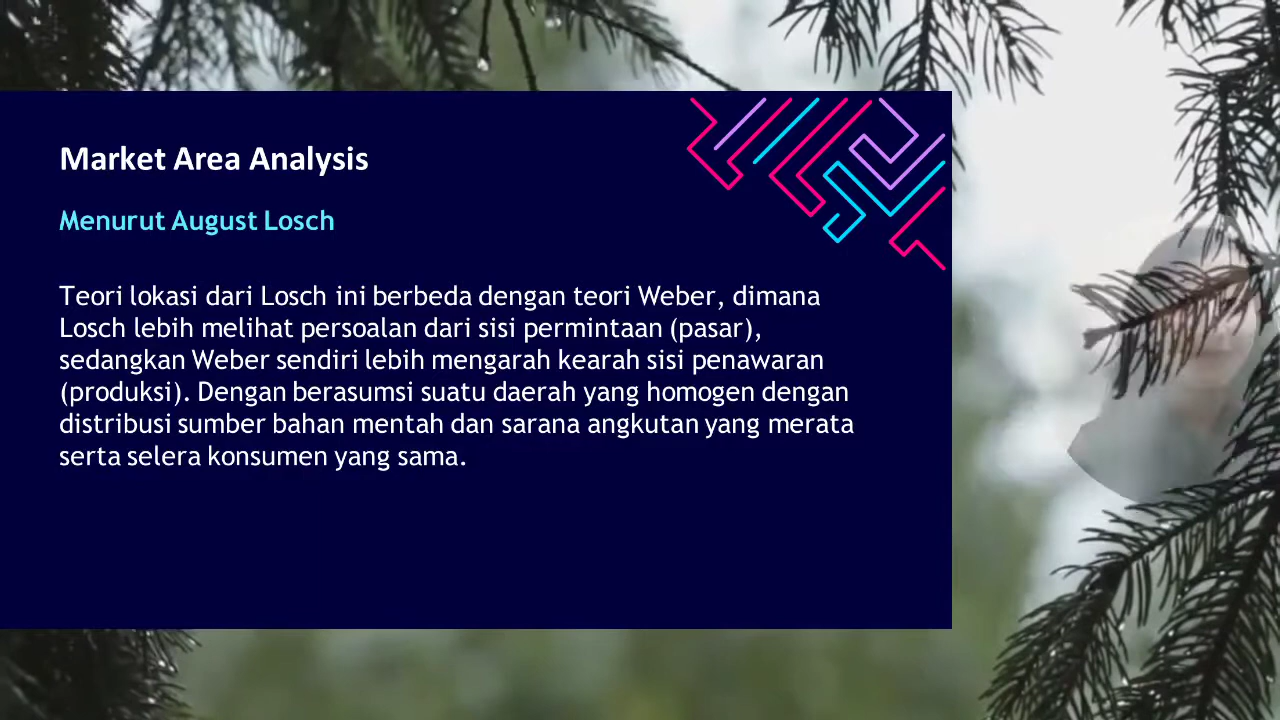 Market Area Analysis
Menurut August Losch
Teori lokasi dari Losch ini berbeda dengan teori Weber, dimana
Losch lebih melihat persoalan dari sisi permintaan (pasar),
sedangkan Weber sendiri lebih mengarah kearah sisi penawaran
(produksi). Dengan berasumsi suatu daerah yang homogen dengan
distribusi sumber bahan mentah dan sarana angkutan yang merata
serta selera konsumen yang sama.